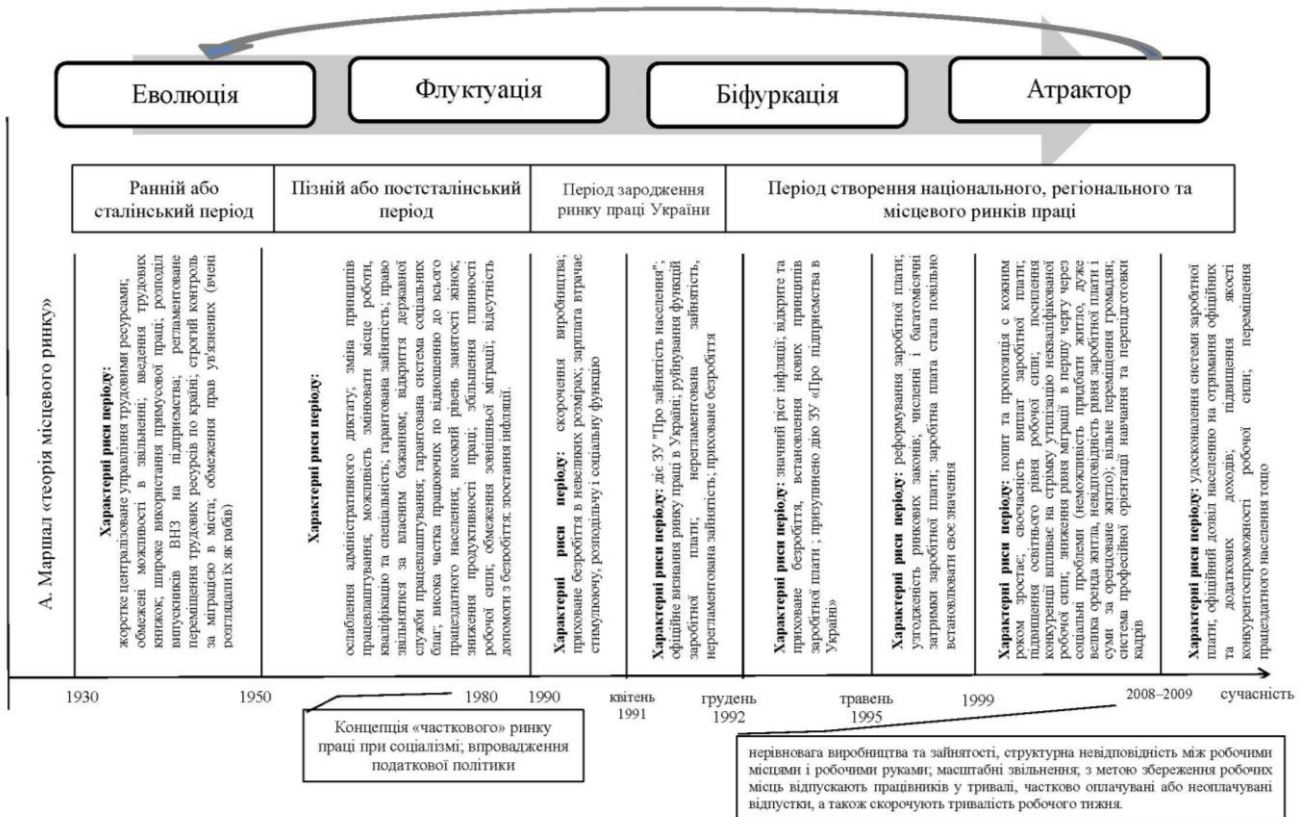 Еволюція
Флуктуація
Біфуркація
Атрактор
Ранній або
сталінський період
Пізній або постсталінський
період
Період зародження
ринку праці України
Період створення національного, регіонального та
місцевого ринків праці
А. Маршал «теорія місцевого ринку»
Характерні риси періоду:
жорстке централізоване управління трудовими ресурсами;
обмежені можливості в звільненні; введення трудових
книжок; широке використання примусової праці; розподіл
випускників ВНЗ на підприємства; регламентоване
переміщення трудових ресурсів по країні; строгий контроль
за міграцією в міста; обмеження прав ув'язнених (вчені
розглядали їх як рабів)
Характерні риси періоду:
ослаблення адміністративного диктату; зміна принципів
працевлаштування, можливість змінювати місце роботи,
кваліфікацію та спеціальність; гарантована зайнятість; право
звільнятися за власним бажанням; відкриття державної
служби працевлаштування; гарантована система соціальних
благ; висока частка працюючих по відношенню до всього
працездатного населення; високий рівень занятості жінок;
зниження продуктивності праці; збільшення плинності
робочої сили; обмеження зовнішньої міграції; відсутність
допомоги з безробіття; зростання інфляції.
Характерні риси періоду: скорочення виробництва;
приховане безробіття в невеликих розмірах; зарплата втрачає
стимулюючу, розподільчу і соціальну функцію
Характерні риси періоду: діє ЗУ "Про зайнятість населення";
офіційне визнання ринку праці в Україні; руйнування функцій
заробітної плати; нерегламентована зайнятість,
нерегламентована зайнятість; приховане безробіття
Характерні риси періоду: значний ріст інфляції; відкрите та
приховане безробіття, встановлення нових принципів
заробітної плати ; призупинено дію ЗУ «Про підприємства в
Україні»
Характерні риси періоду: реформування заробітної плати;
узгодженість ринкових законів; численні і багатомісячні
затримки заробітної плати; заробітна плата стала повільно
встановлювати своє значення
Характерні риси періоду: попит та пропозиція с кожним
роком зростає; своєчасність виплат заробітної плати;
підвищення освітнього рівня робочої сили; посилення
конкуренції впливає на стрімку утилізацію некваліфікованої
робочої сили; зниження рівня міграції в першу чергу через
соціальні проблеми (неможливість придбати житло, дуже
велика оренда житла, невідповідність рівня заробітної плати і
суми за орендоване житло); вільне переміщення громадян;
система професійної орієнтації навчання та перепідготовки
кадрів
Характерні риси періоду: удосконалення системи заробітної
плати; офіційний дозвіл населенню на отримання офіційних
та додаткових доходів; підвищення якості
конкурентоспроможності робочої сили; переміщення
працездатного населення тощо
1930
1950
1980
1990
квітень
1991
грудень
1992
травень
1995
1999
2008–2009
сучасність
Концепція «часткового» ринку
праці при соціалізмі; впровадження
податкової політики
нерівновага виробництва та зайнятості, структурна невідповідність між робочими
місцями і робочими руками; масштабні звільнення; з метою збереження робочих
місць відпускають працівників у тривалі, частково оплачувані або неоплачувані
відпустки, а також скорочують тривалість робочого тижня.